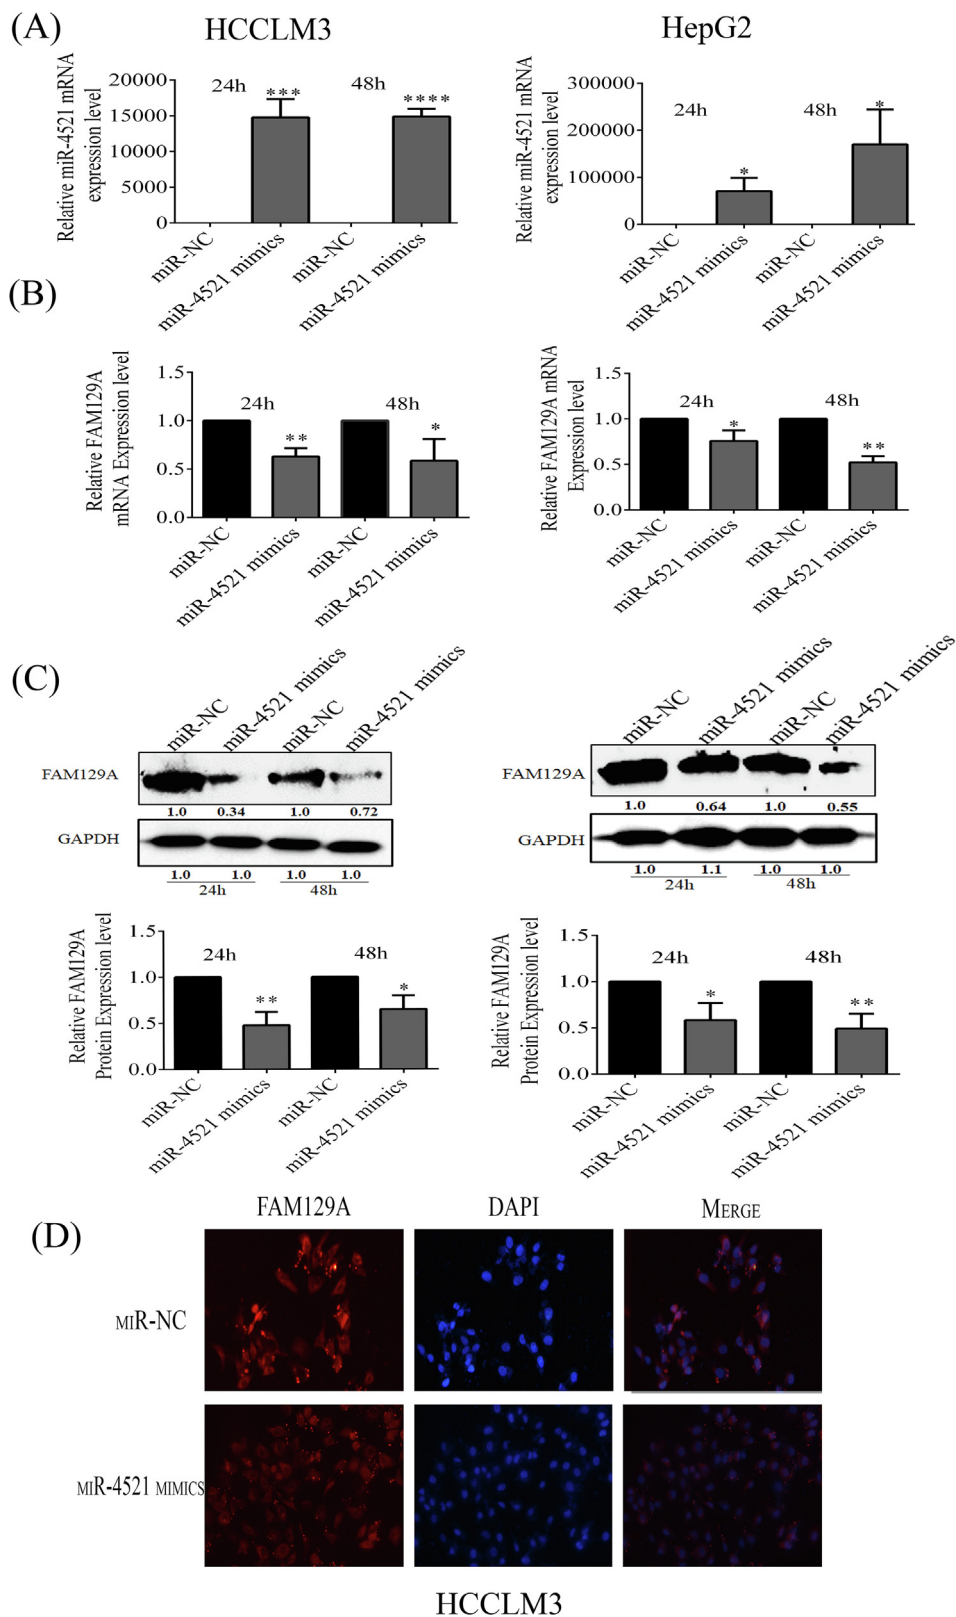 (A)
HCCLM3
HepG2
Relative miR-4521 mRNA
expression level
20000
15000
10000
5000
0
24h
***
48h
****
miR-NC
miR-4521 mimics
miR-NC
miR-4521 mimics
Relative miR-4521 mRNA
expression level
300000
200000
100000
0
24h
*
48h
*
miR-NC
miR-4521 mimics
miR-NC
miR-4521 mimics
(B)
Relative FAM129A
mRNA Expression level
1.5
1.0
0.5
0.0
24h
**
48h
*
miR-NC
miR-4521 mimics
miR-NC
miR-4521 mimics
Relative FAM129A mRNA
Expression level
1.5
1.0
0.5
0.0
24h
*
48h
**
miR-NC
miR-4521 mimics
miR-NC
miR-4521 mimics
(C)
miR-NC
miR-4521 mimics
miR-NC
miR-4521 mimics
FAM129A
1.0 0.34 1.0 0.72
GAPDH
1.0 1.0 1.0 1.0
24h 48h
miR-NC
miR-4521 mimics
miR-NC
miR-4521 mimics
FAM129A
1.0 0.64 1.0 0.55
GAPDH
1.0 1.1 1.0 1.0
24h 48h
Relative FAM129A
Protein Expression level
1.5
1.0
0.5
0.0
24h
**
48h
*
miR-NC
miR-4521 mimics
miR-NC
miR-4521 mimics
Relative FAM129A
Protein Expression level
1.5
1.0
0.5
0.0
24h
*
48h
**
miR-NC
miR-4521 mimics
miR-NC
miR-4521 mimics
(D)
FAM129A
DAPI
MERGE
MIR-NC
MIR-4521 MIMICS
HCCLM3